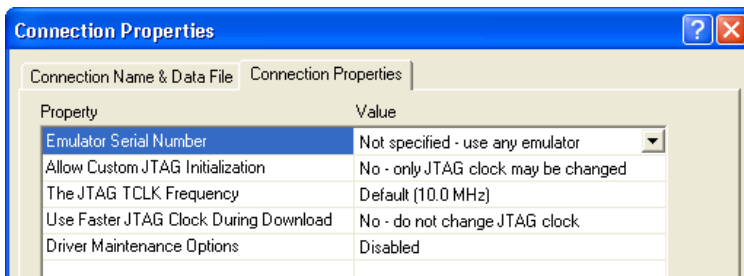 Connection Properties
Connection Name & Data File Connection Properties
Property Value
Emulator Serial Number Not specified - use any emulator
Allow Custom JTAG Initialization No - only JTAG clock may be changed
The JTAG TCLK Frequency Default (10.0 MHz)
Use Faster JTAG Clock During Download No - do not change JTAG clock
Driver Maintenance Options Disabled